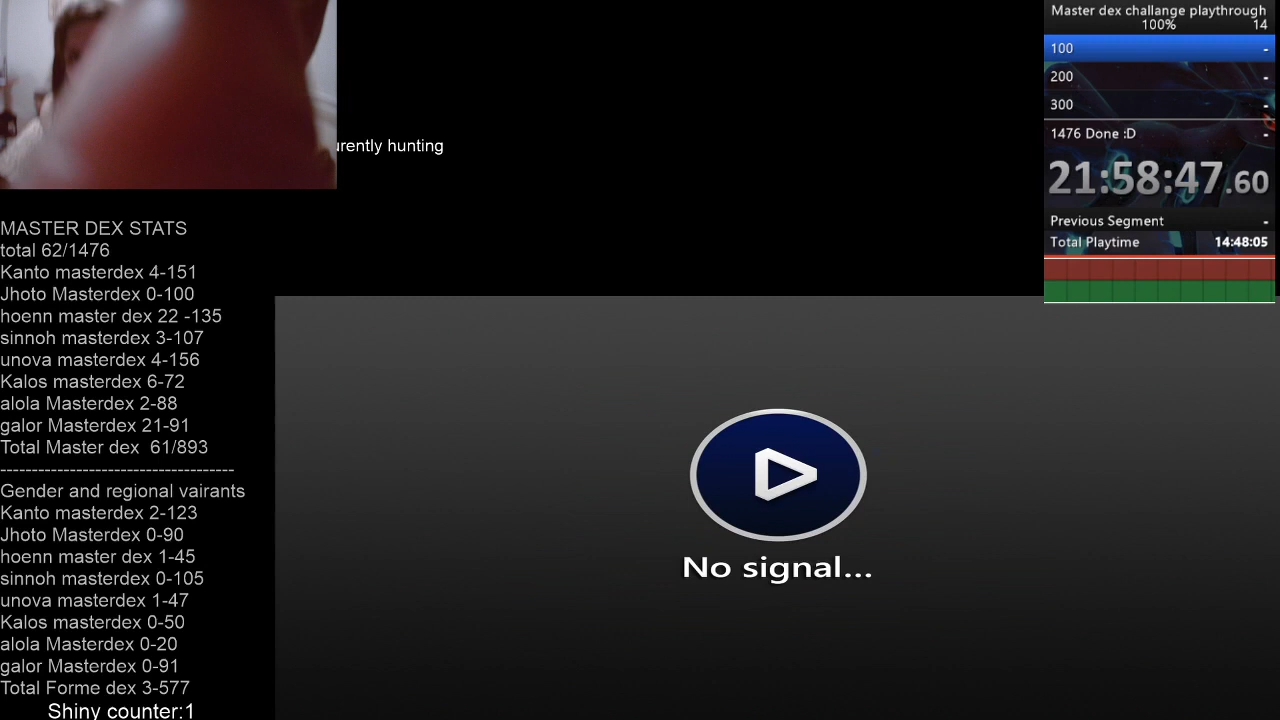 urently hunting
MASTER DEX STATS
total 62/1476
Kanto masterdex 4-151
Jhoto Masterdex 0-100
hoenn master dex 22 -135
sinnoh masterdex 3-107
unova masterdex 4-156
Kalos masterdex 6-72
alola Masterdex 2-88
galor Masterdex 21-91
Total Master dex  61/893
-------------------------------------
Gender and regional vairants
Kanto masterdex 2-123
Jhoto Masterdex 0-90
hoenn master dex 1-45
sinnoh masterdex 0-105
unova masterdex 1-47
Kalos masterdex 0-50
alola Masterdex 0-20
galor Masterdex 0-91
Total Forme dex 3-577
Shiny counter:1
No signal...
Master dex challange playthrough
100% 14
100 -
200 -
300 -
1476 Done :D -
21:58:47.60
Previous Segment -
Total Playtime 14:48:05